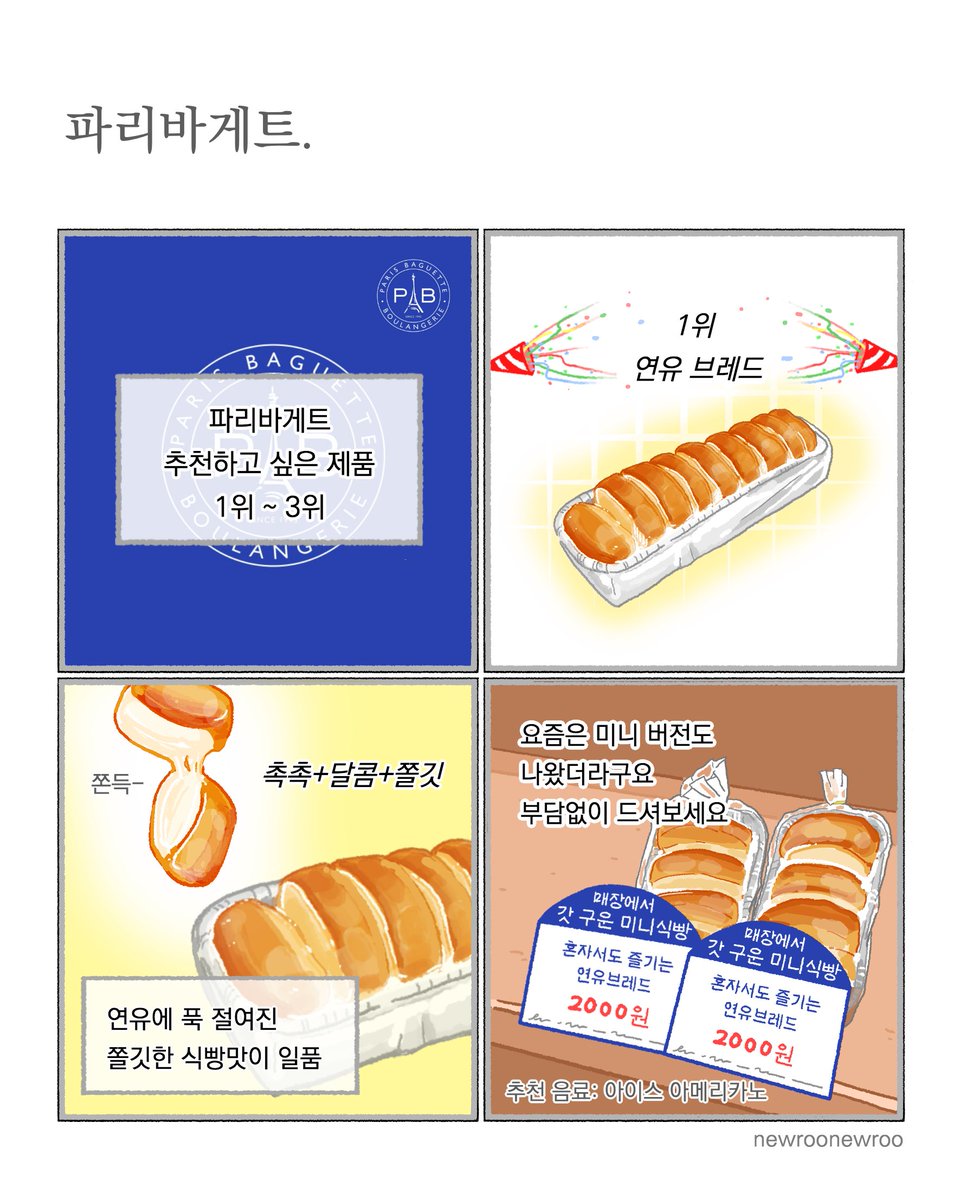 파리바게트.
PARIS BAGUETTE
PB
BOULANGERIE
PARIS BAGUETTE
BOULANGERIE
파리바게트
추천하고 싶은 제품
1위 ~ 3위
1위
연유 브레드
쫀득-
촉촉+달콤+쫄깃
연유에 푹 절여진
쫄깃한 식빵맛이 일품
요즘은 미니 버전도
나왔더라구요
부담없이 드셔보세요
매장에서
갓 구운 미니식빵
혼자서도 즐기는
연유브레드
2000원
매장에서
갓 구운 미니식빵
혼자서도 즐기는
연유브레드
2000원
추천 음료: 아이스 아메리카노
newroonewroo